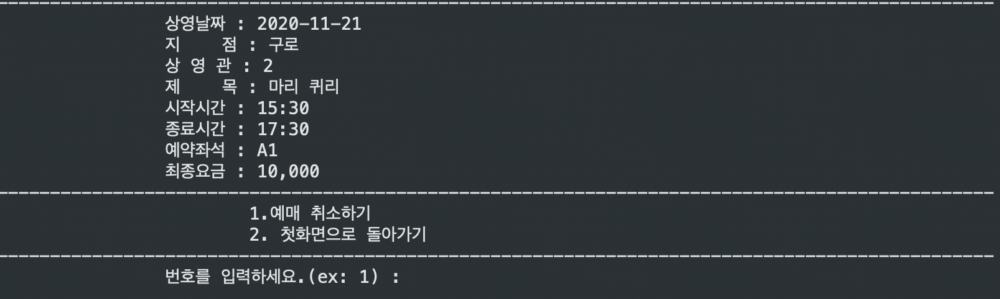 상영날짜 : 2020-11-21
지    점 : 구로
상 영 관 : 2
제    목 : 마리 퀴리
시작시간 : 15:30
종료시간 : 17:30
예약좌석 : A1
최종요금 : 10,000
1.예매 취소하기
2. 첫화면으로 돌아가기
번호를 입력하세요.(ex: 1) :